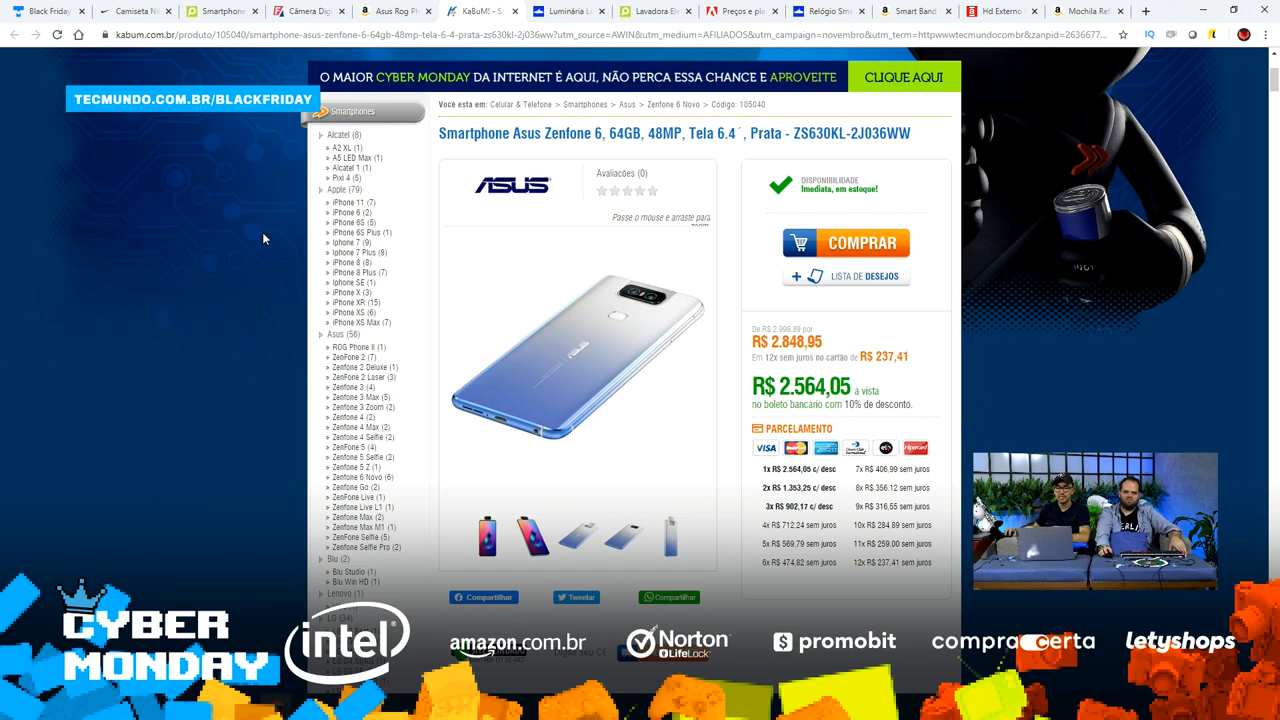 Black Frida
Camiseta N
Smartphone
Câmera Digi
Asus Rog Ph
KaBuM! - S
Luminária L
Lavadora Ele
Preços e pla
Relógio Sm
Smart Band
Hd Externo
Mochila Ref
kabum.com.br/produto/105040/smartphone-asus-zenfone-6-64gb-48mp-tela-6-4-prata-zs630kl-2j036ww?utm_source=AWIN&utm_medium=AFILIADOS&utm_campaign=novembro&utm_term=httpwwwtecmundocombr&zanpid=2636677...
O MAIOR CYBER MONDAY DA INTERNET É AQUI, NÃO PERCA ESSA CHANCE E APROVEITE
CLIQUE AQUI
TECMUNDO.COM.BR/BLACKFRIDAY
Smartphones
Alcatel (8)
A2 XL (1)
A5 LED Max (1)
Alcatel 1 (1)
Pixi 4 (5)
Apple (79)
iPhone 11 (7)
iPhone 6 (2)
iPhone 6S (5)
iPhone 6S Plus (1)
Iphone 7 (9)
Iphone 7 Plus (8)
iPhone 8 (8)
iPhone 8 Plus (7)
Iphone SE (1)
iPhone X (3)
iPhone XR (15)
iPhone XS (6)
iPhone XS Max (7)
Asus (56)
ROG Phone II (1)
ZenFone 2 (7)
Zenfone 2 Deluxe (1)
ZenFone 2 Laser (3)
Zenfone 3 (4)
Zenfone 3 Max (5)
Zenfone 3 Zoom (2)
Zenfone 4 (2)
Zenfone 4 Max (2)
Zenfone 4 Selfie (2)
ZenFone 5 (4)
Zenfone 5 Selfie (2)
Zenfone 5 Z (1)
Zenfone 6 Novo (6)
Zenfone Go (2)
ZenFone Live (1)
Zenfone Live L1 (1)
Zenfone Max (2)
Zenfone Max M1 (1)
ZenFone Selfie (5)
Zenfone Selfie Pro (2)
Blu (2)
Blu Studio (1)
Blu Win HD (1)
Lenovo (1)
LG (34)
Você esta em: Celular & Telefone > Smartphones > Asus > Zenfone 6 Novo > Código: 105040
Smartphone Asus Zenfone 6, 64GB, 48MP, Tela 6.4´, Prata - ZS630KL-2J036WW
ASUS
Avaliacões (0)
Passe o mouse e arraste para
zoom
ASUS
Compartilhar
Tweetar
Compartilhar
DISPONIBILIDADE
Imediata, em estoque!
COMPRAR
+ LISTA DE DESEJOS
De R$ 2.998,89 por
R$ 2.848,95
Em 12x sem juros no cartão de R$ 237,41
R$ 2.564,05 a vista
no boleto bancario com 10% de desconto.
PARCELAMENTO
VISA
elo
1x R$ 2.564,05 c/ desc 7x R$ 406,99 sem juros
2x R$ 1.353,25 c/ desc 8x R$ 356,12 sem juros
3x R$ 902,17 c/ desc 9x R$ 316,55 sem juros
4x R$ 712,24 sem juros 10x R$ 284,89 sem juros
5x R$ 569,79 sem juros 11x R$ 259,00 sem juros
6x R$ 474,82 sem juros 12x R$ 237,41 sem juros
CYBER
MONDAY
intel
amazon.com.br
Norton
LifeLock
promobit
compracerta
letyshops